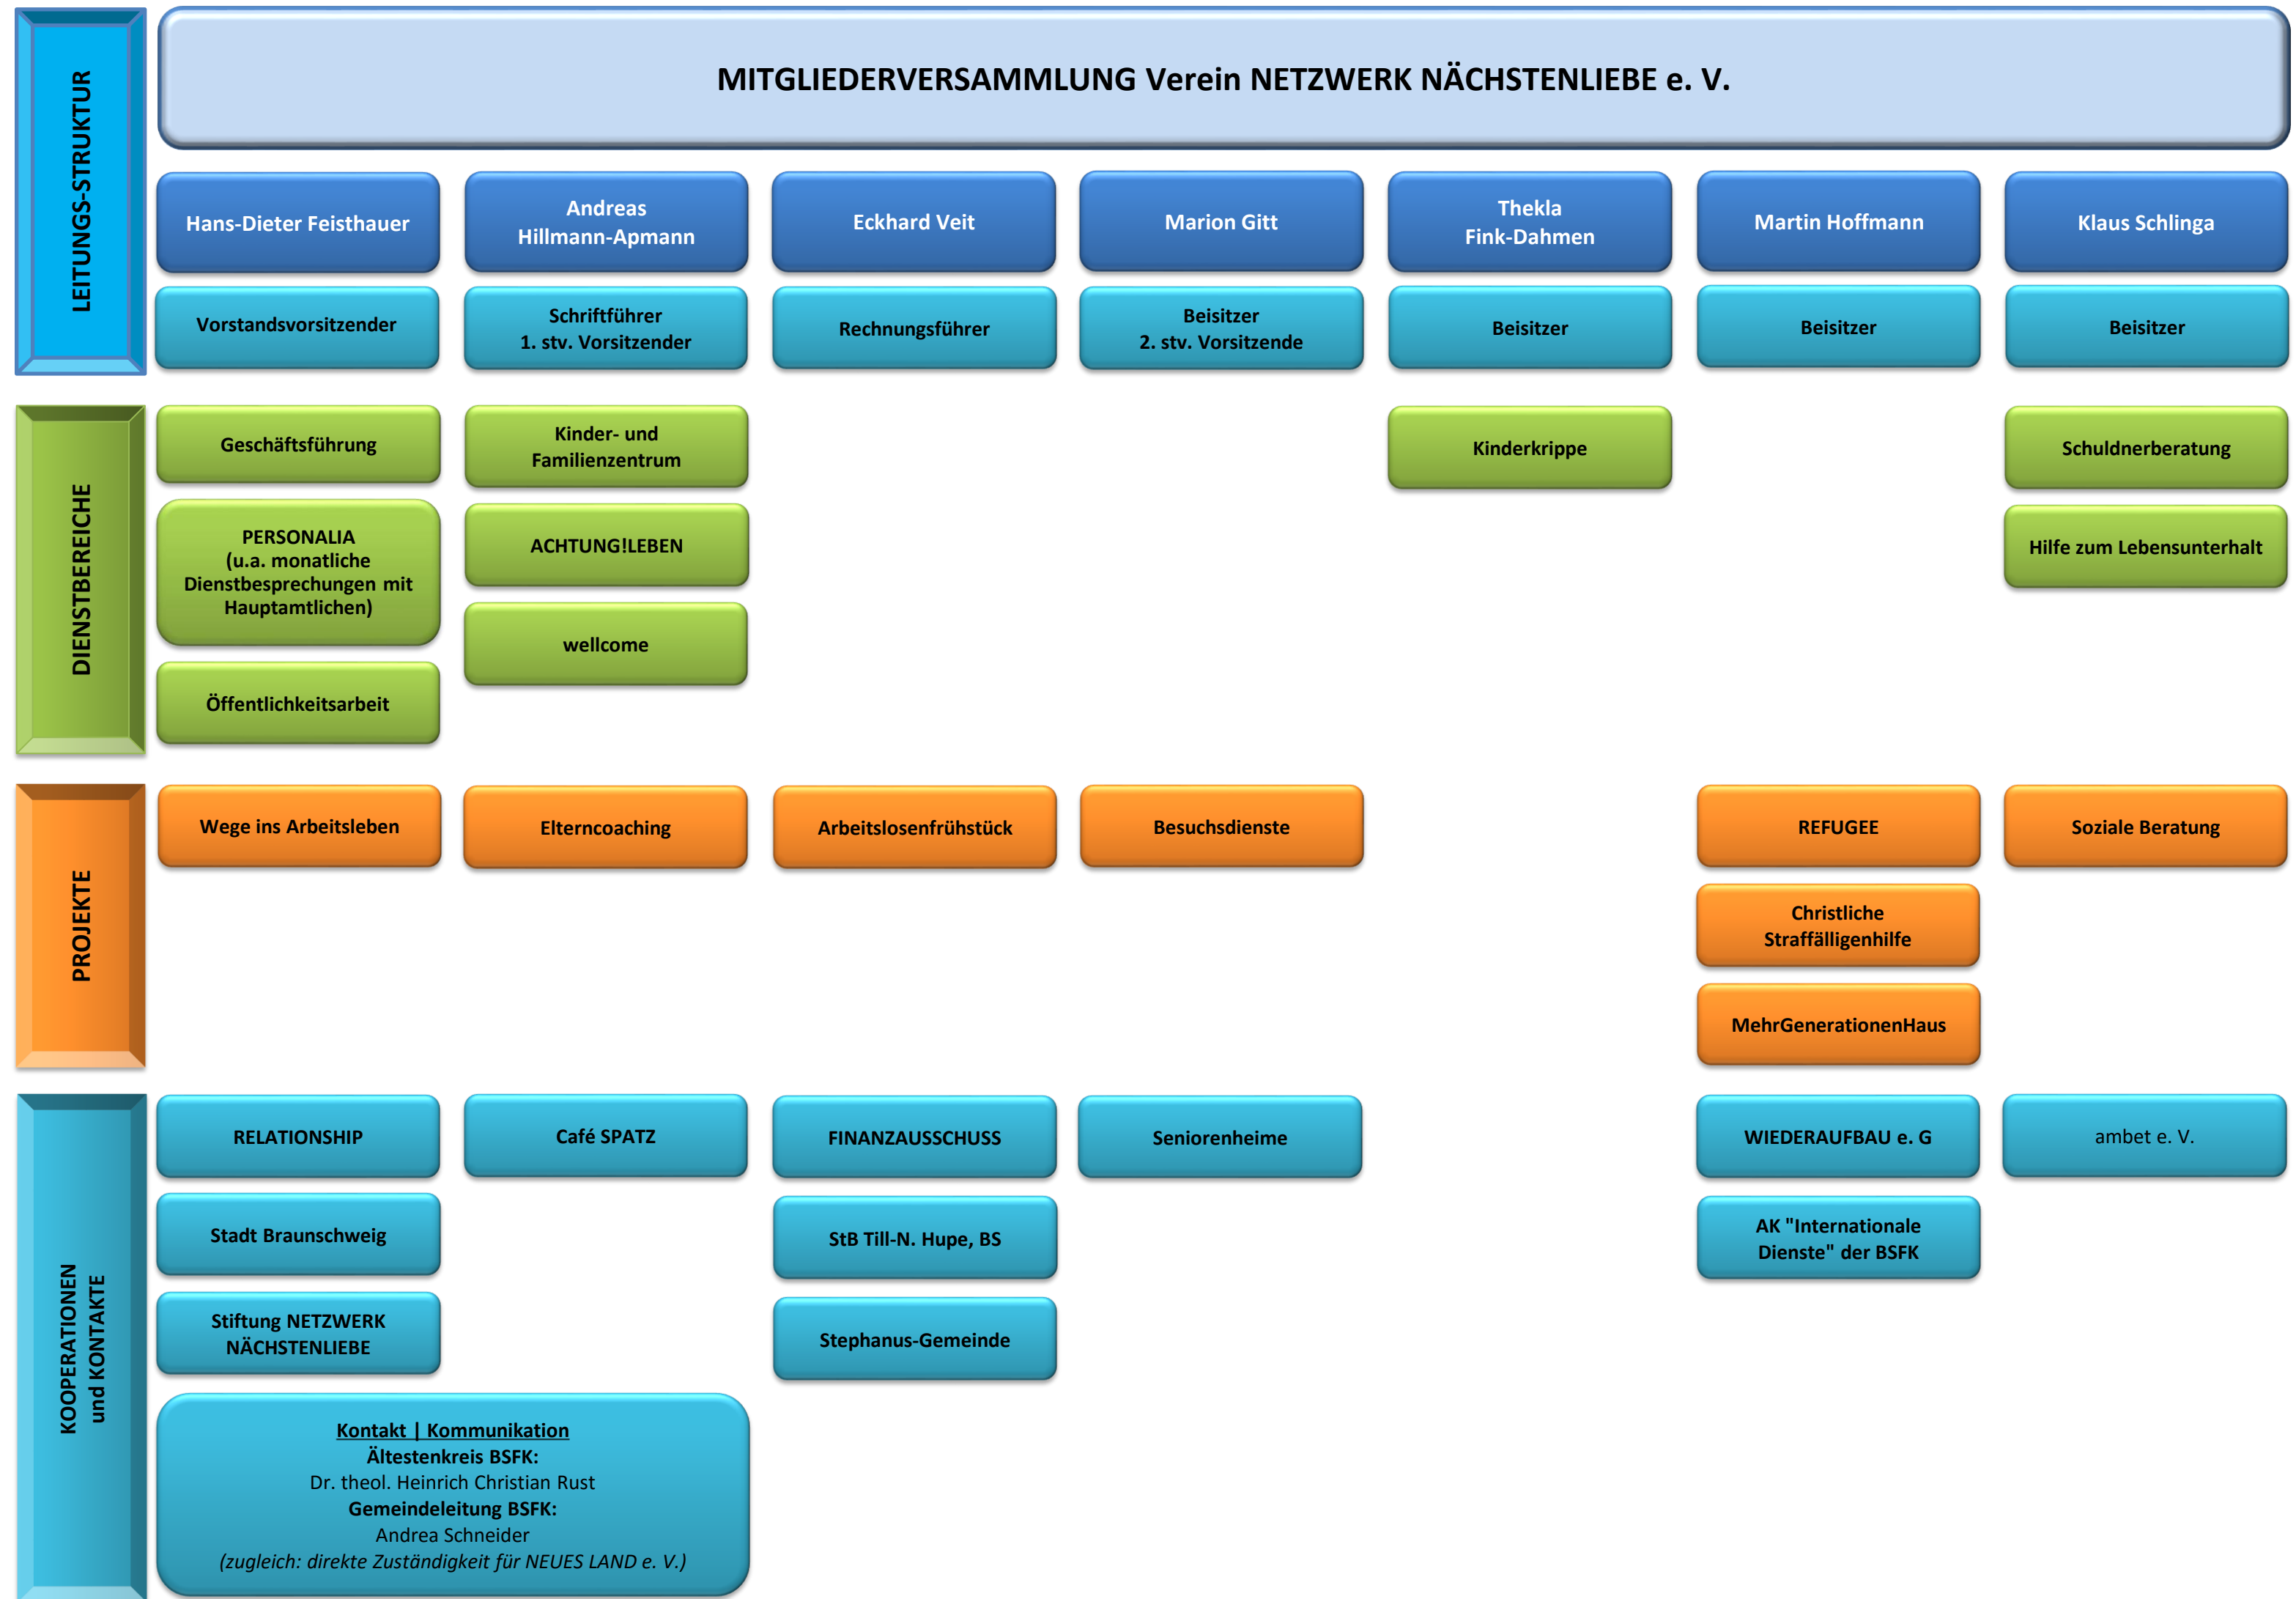 LEITUNGS-STRUKTUR
MITGLIEDERVERSAMMLUNG Verein NETZWERK NÄCHSTENLIEBE e. V.
Hans-Dieter Feisthauer
Andreas
Hillmann-Apmann
Eckhard Veit
Marion Gitt
Thekla
Fink-Dahmen
Martin Hoffmann
Klaus Schlinga
Vorstandsvorsitzender
Schriftführer
1. stv. Vorsitzender
Rechnungsführer
Beisitzer
2. stv. Vorsitzende
Beisitzer
Beisitzer
Beisitzer
DIENSTBEREICHE
Geschäftsführung
Kinder- und
Familienzentrum
Kinderkrippe
Schuldnerberatung
PERSONALIA
(u.a. monatliche
Dienstbesprechungen mit
Hauptamtlichen)
ACHTUNG!LEBEN
Hilfe zum Lebensunterhalt
wellcome
Öffentlichkeitsarbeit
PROJEKTE
Wege ins Arbeitsleben
Elterncoaching
Arbeitslosenfrühstück
Besuchsdienste
REFUGEE
Soziale Beratung
Christliche
Straffälligenhilfe
MehrGenerationenHaus
KOOPERATIONEN
und KONTAKTE
RELATIONSHIP
Café SPATZ
FINANZAUSSCHUSS
Seniorenheime
WIEDERAUFBAU e. G
ambet e. V.
Stadt Braunschweig
StB Till-N. Hupe, BS
AK "Internationale
Dienste" der BSFK
Stiftung NETZWERK
NÄCHSTENLIEBE
Stephanus-Gemeinde
Kontakt | Kommunikation
Ältestenkreis BSFK:
Dr. theol. Heinrich Christian Rust
Gemeindeleitung BSFK:
Andrea Schneider
(zugleich: direkte Zuständigkeit für NEUES LAND e. V.)